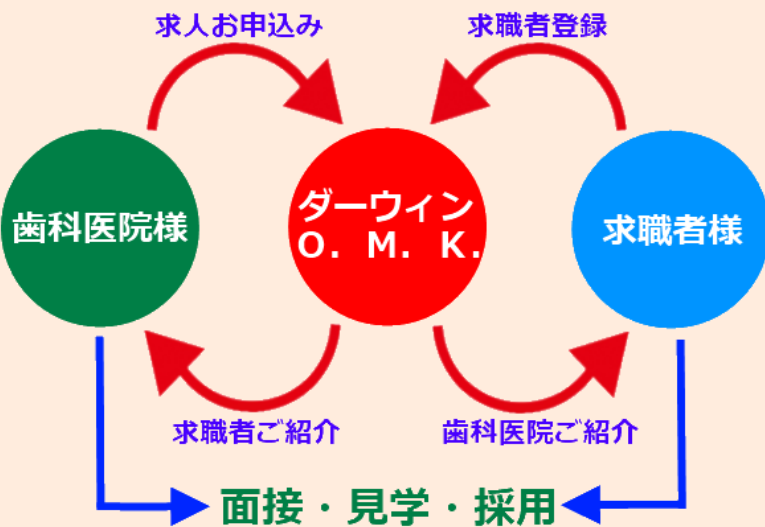 求人お申込み
求職者登録
歯科医院様
ダーウィン
O. M. K.
求職者様
求職者ご紹介
歯科医院ご紹介
面接・見学・採用